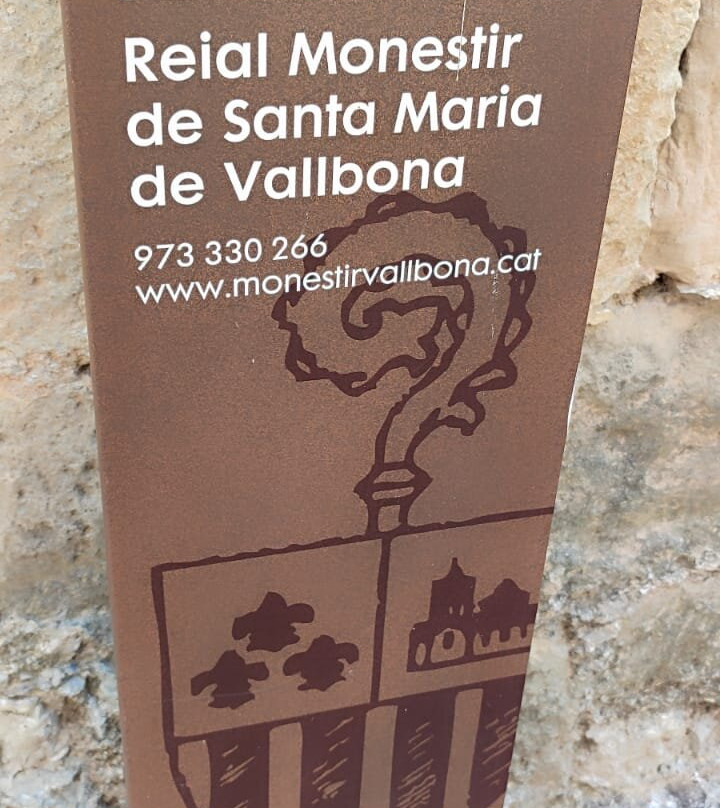 Reial Monestir
de Santa Maria
de Vallbona
973 330 266
www.monestirvallbona.cat